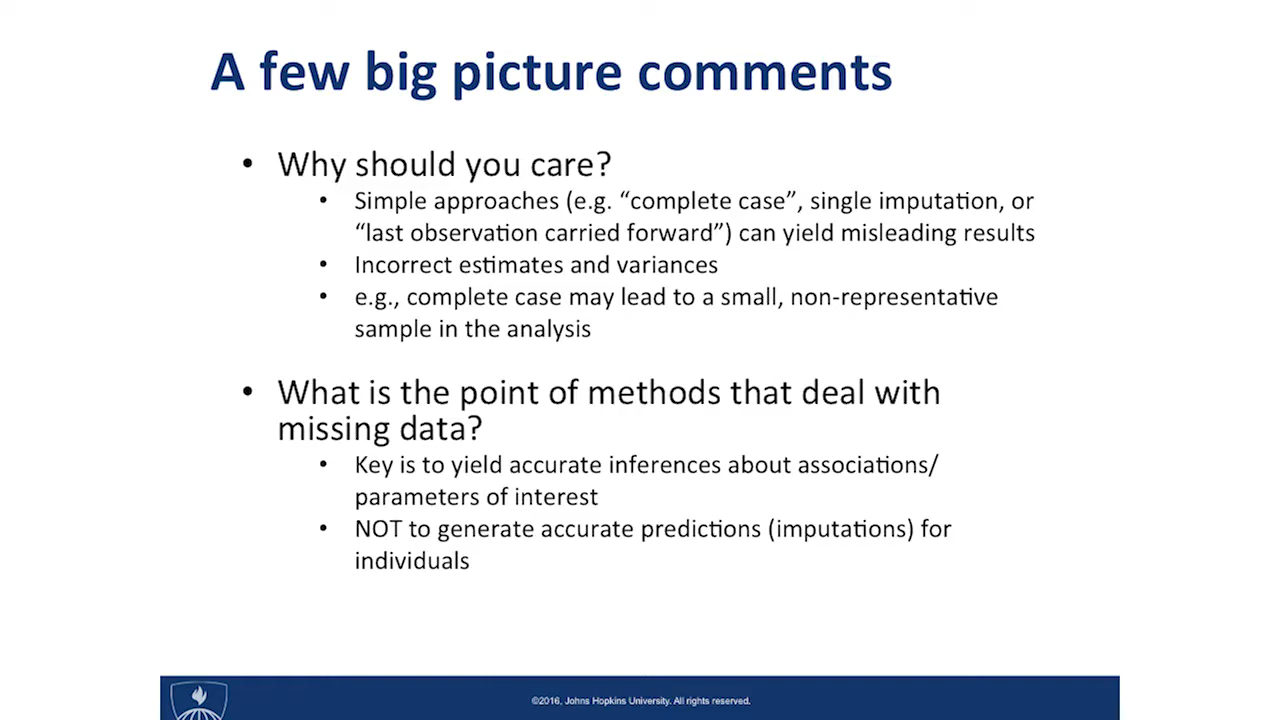 A few big picture comments
• Why should you care?
• Simple approaches (e.g. “complete case”, single imputation, or
“last observation carried forward”) can yield misleading results
• Incorrect estimates and variances
• e.g., complete case may lead to a small, non-representative
sample in the analysis
• What is the point of methods that deal with
missing data?
• Key is to yield accurate inferences about associations/
parameters of interest
• NOT to generate accurate predictions (imputations) for
individuals
©2016, Johns Hopkins University. All rights reserved.